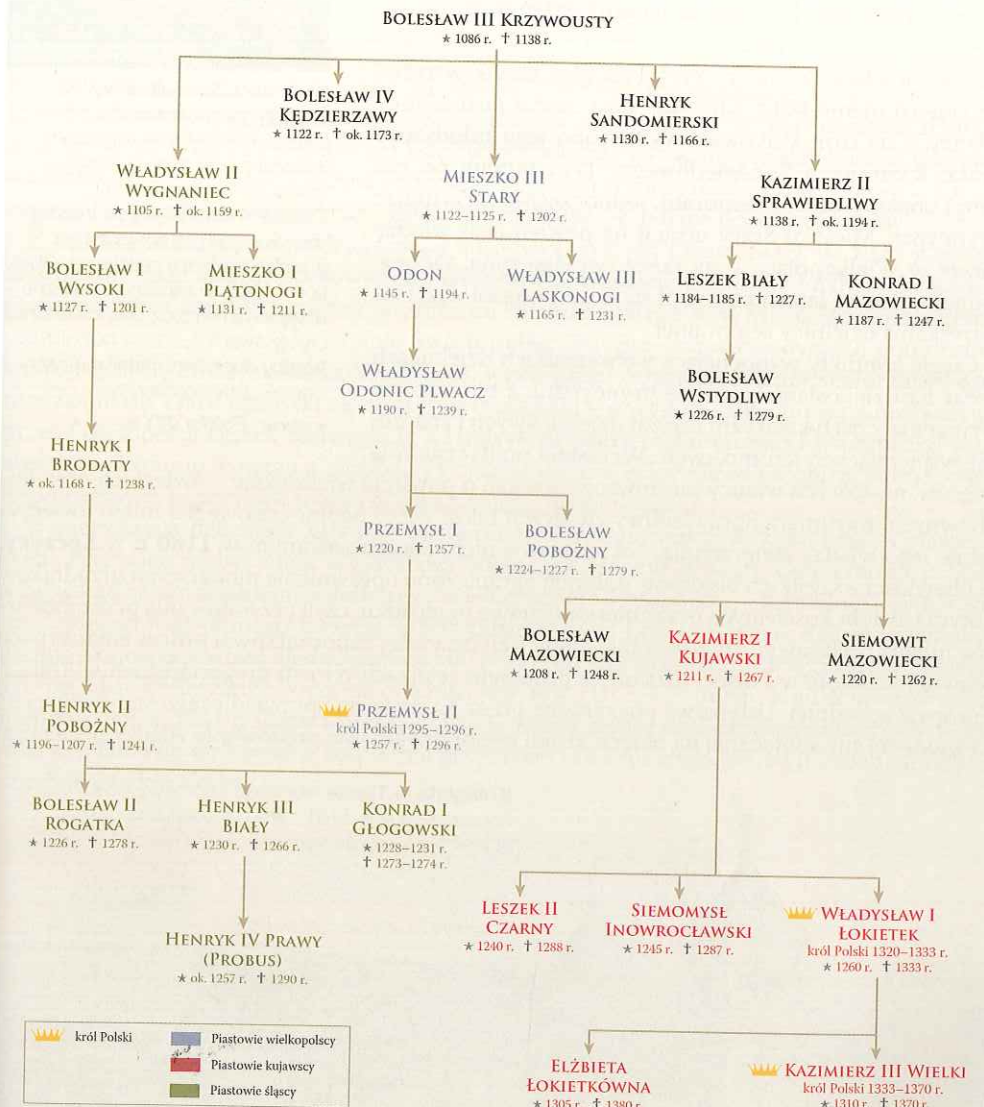 BOLESŁAW III KRZYWOUSTY
★ 1086 r. † 1138 r.
BOLESŁAW IV
KĘDZIERZAWY
★ 1122 r. † ok. 1173 r.
HENRYK
SANDOMIERSKI
★ 1130 r. † 1166 r.
WŁADYSŁAW II
WYGNANIEC
★ 1105 r. † ok. 1159 r.
MIESZKO III
STARY
★ 1122–1125 r. † 1202 r.
KAZIMIERZ II
SPRAWIEDLIWY
★ 1138 r. † ok. 1194 r.
BOLESŁAW I
WYSOKI
★ 1127 r. † 1201 r.
MIESZKO I
PLĄTONOGI
★ 1131 r. † 1211 r.
ODON
★ 1145 r. † 1194 r.
WŁADYSŁAW III
LASKONOGI
★ 1165 r. † 1231 r.
LESZEK BIAŁY
★ 1184–1185 r. † 1227 r.
KONRAD I
MAZOWIECKI
★ 1187 r. † 1247 r.
WŁADYSŁAW
ODONIC PLWACZ
★ 1190 r. † 1239 r.
BOLESŁAW
WSTYDLIWY
★ 1226 r. † 1279 r.
HENRYK I
BRODATY
★ ok. 1168 r. † 1238 r.
PRZEMYSŁ I
★ 1220 r. † 1257 r.
BOLESŁAW
POBOŻNY
★ 1224–1227 r. † 1279 r.
BOLESŁAW
MAZOWIECKI
★ 1208 r. † 1248 r.
KAZIMIERZ I
KUJAWSKI
★ 1211 r. † 1267 r.
SIEMOWIT
MAZOWIECKI
★ 1220 r. † 1262 r.
HENRYK II
POBOŻNY
★ 1196–1207 r. † 1241 r.
PRZEMYSŁ II
król Polski 1295–1296 r.
★ 1257 r. † 1296 r.
BOLESŁAW II
ROGATKA
★ 1226 r. † 1278 r.
HENRYK III
BIAŁY
★ 1230 r. † 1266 r.
KONRAD I
GŁOGOWSKI
★ 1228–1231 r.
† 1273–1274 r.
LESZEK II
CZARNY
★ 1240 r. † 1288 r.
SIEMOMYSŁ
INOWROCŁAWSKI
★ 1245 r. † 1287 r.
WŁADYSŁAW I
ŁOKIETEK
król Polski 1320–1333 r.
★ 1260 r. † 1333 r.
HENRYK IV PRAWY
(PROBUS)
★ ok. 1257 r. † 1290 r.
ELŻBIETA
ŁOKIETKÓWNA
★ 1305 r. † 1380 r.
KAZIMIERZ III WIELKI
król Polski 1333–1370 r.
★ 1310 r. † 1370 r.
król Polski
Piastowie wielkopolscy
Piastowie kujawscy
Piastowie śląscy